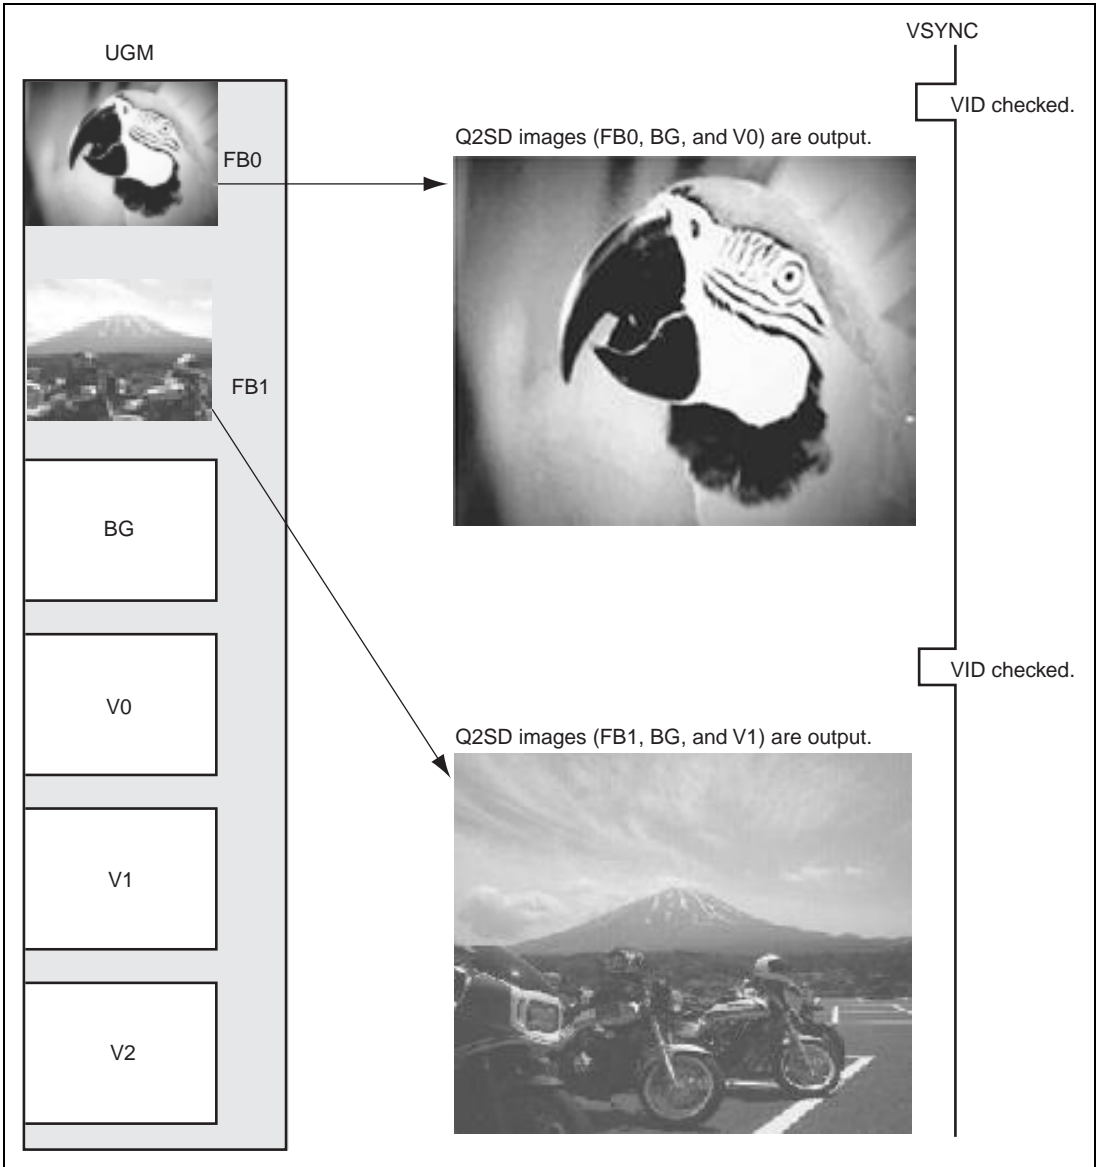 UGM
VSYNC
VID checked.
Q2SD images (FB0, BG, and V0) are output.
FB0
FB1
BG
VID checked.
V0
Q2SD images (FB1, BG, and V1) are output.
V1
V2